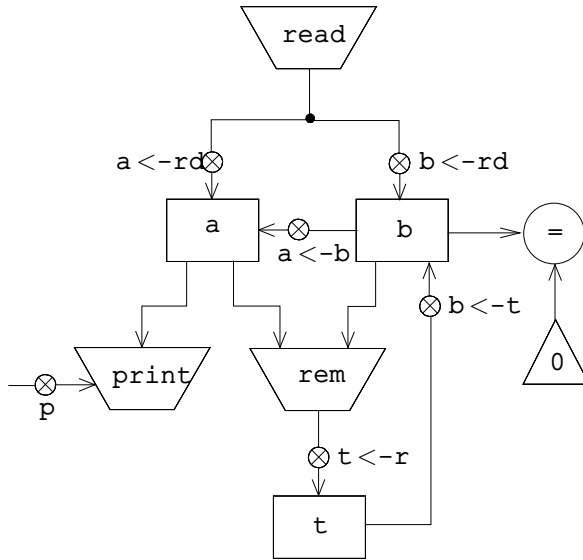 read
a<-rd
b<-rd
a
a<-b
b
=
b<-t
print
rem
0
p
t<-r
t